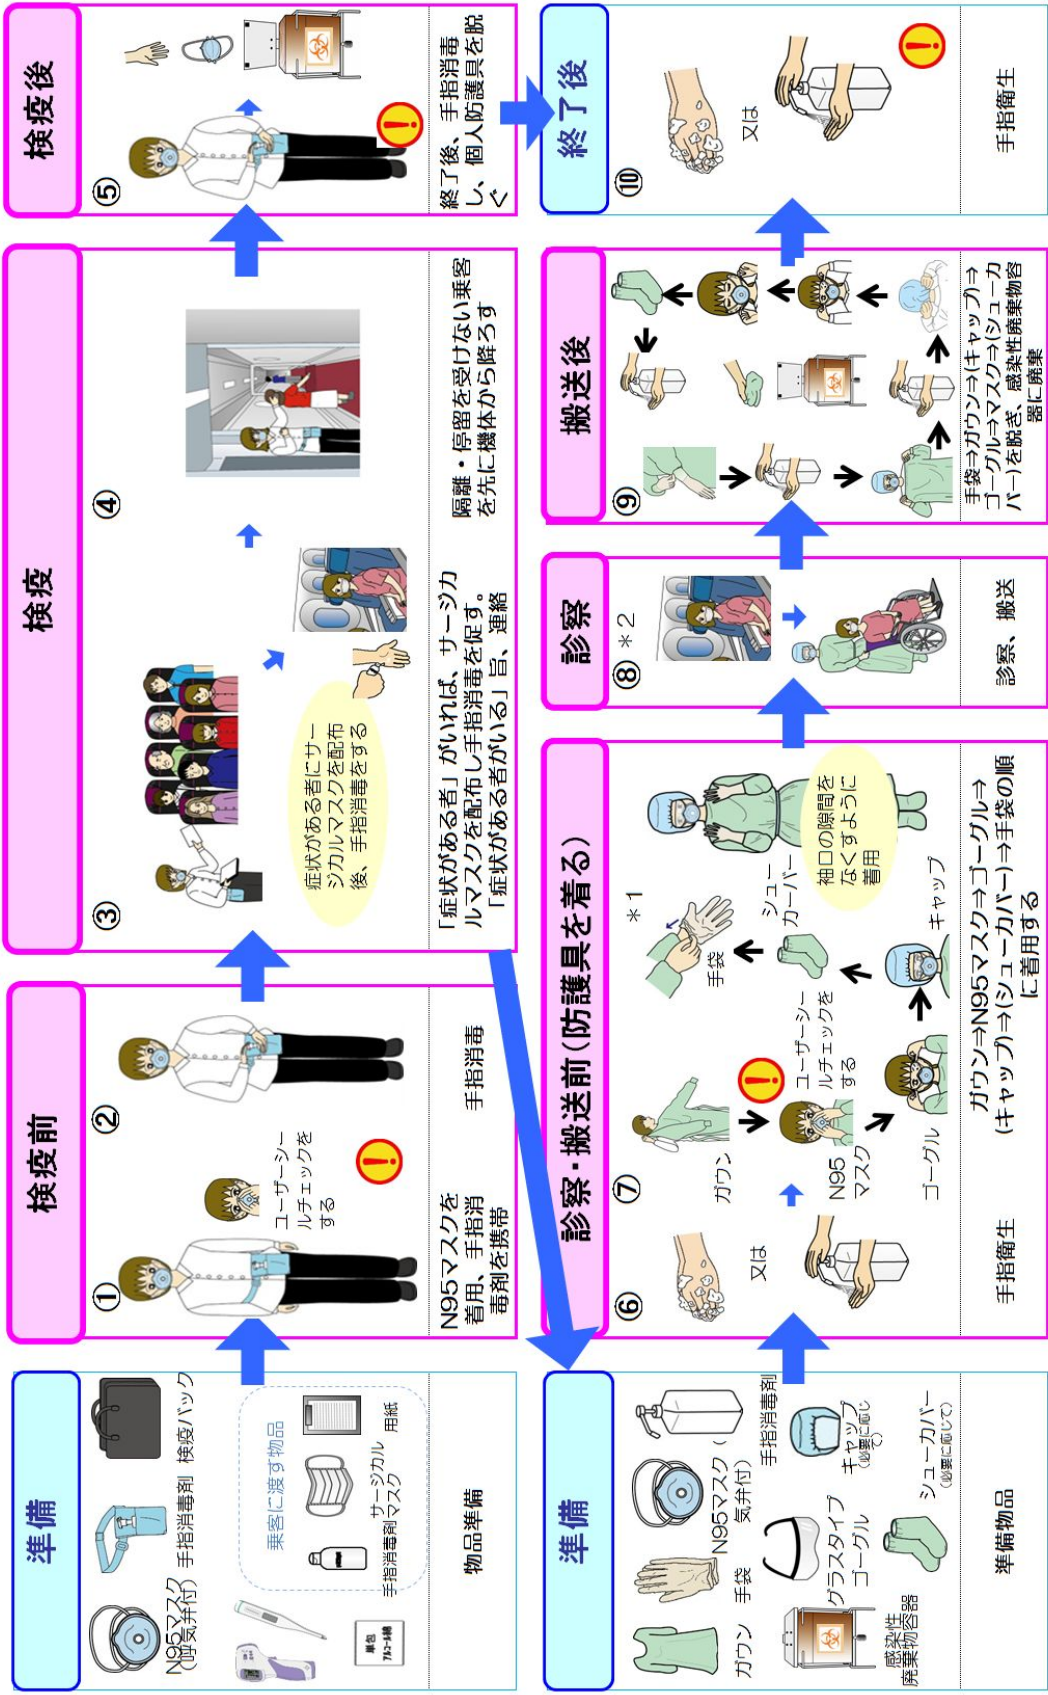 準備
N95マスク
（呼気弁付）
手指消毒剤
検疫バック
単包
アルコール綿
乗客に渡す物品
手指消毒剤
サージカル
マスク
用紙
物品準備
検疫前
①
ユーザーシー
ルチェックを
する
N95マスクを
着用、手指消
毒剤を携帯
②
手指消毒
検疫
③
症状がある者にサー
ジカルマスクを配布
後、手指消毒をする
「症状がある者」がいれば、サージカ
ルマスクを配布し手指消毒を促す。
「症状がある者がいる」旨、連絡
④
隔離・停留を受けない乗客
を先に機体から降ろす
検疫後
⑤
終了後、手指消毒
し、個人防護具を脱
ぐ
準備
ガウン
手袋
N95マスク（
気弁付）
手指消毒剤
感染性
廃棄物容器
グラスタイプ
ゴーグル
キャップ
（必要に応じ
て）
シューカバー
（必要に応じて）
準備物品
診察・搬送前（防護具を着る）
⑥
又は
手指衛生
⑦
ガウン
N95
マスク
ユーザーシー
ルチェックを
する
ゴーグル
キャップ
シュー
カーバー
手袋
＊1
袖口の隙間を
なくすように
着用
ガウン⇒N95マスク⇒ゴーグル⇒
（キャップ）⇒（シューカバー）⇒手袋の順
に着用する
診察
⑧＊2
診察、搬送
搬送後
⑨
手袋⇒ガウン⇒（キャップ）⇒
ゴーグル⇒マスク⇒（シューカ
バー）を脱ぎ、感染性廃棄物容
器に廃棄
終了後
⑩
又は
手指衛生